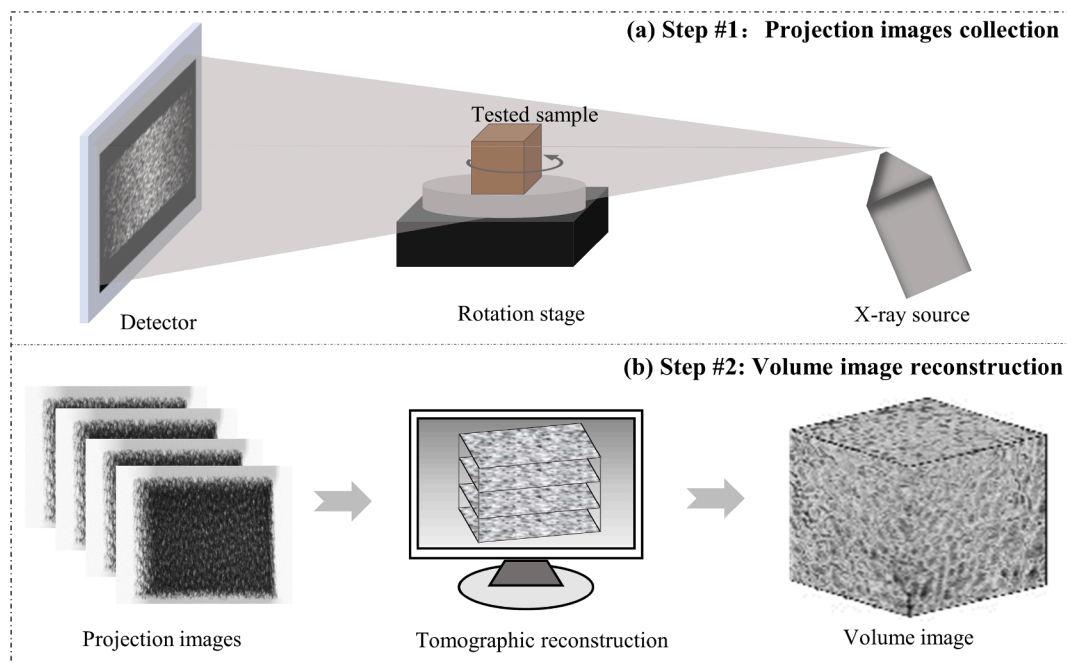 (a) Step #1：Projection images collection
Tested sample
Detector
Rotation stage
X-ray source
(b) Step #2: Volume image reconstruction
Projection images
Tomographic reconstruction
Volume image